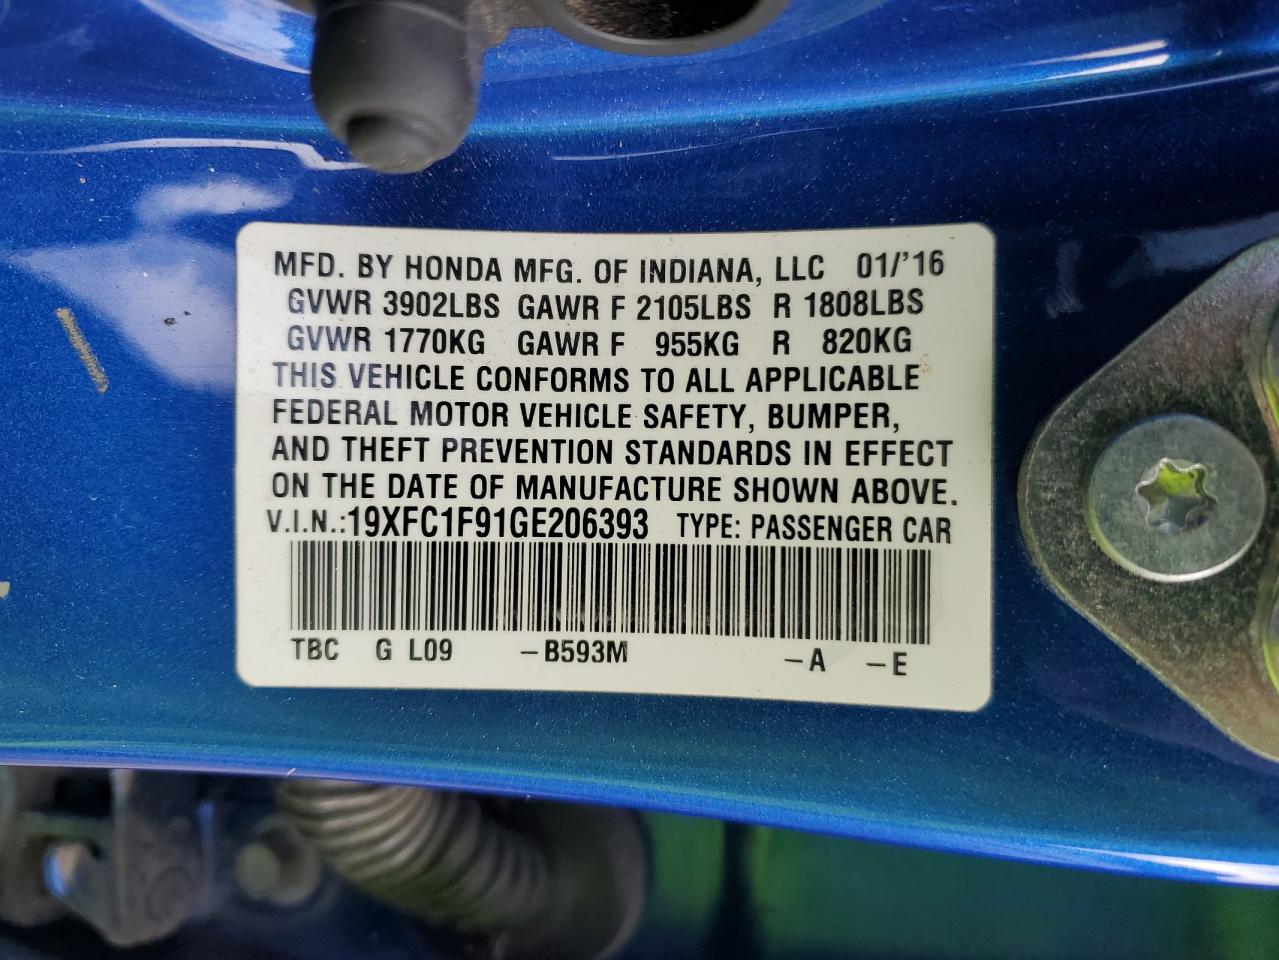 MFD. BY HONDA MFG. OF INDIANA, LLC 01/'16
GVWR 3902LBS GAWR F 2105LBS R 1808LBS
GVWR 1770KG GAWR F 955KG R 820KG
THIS VEHICLE CONFORMS TO ALL APPLICABLE
FEDERAL MOTOR VEHICLE SAFETY, BUMPER,
AND THEFT PREVENTION STANDARDS IN EFFECT
ON THE DATE OF MANUFACTURE SHOWN ABOVE.
V.I.N.:19XFC1F91GE206393 TYPE: PASSENGER CAR
TBC G L09 -B593M -A -E